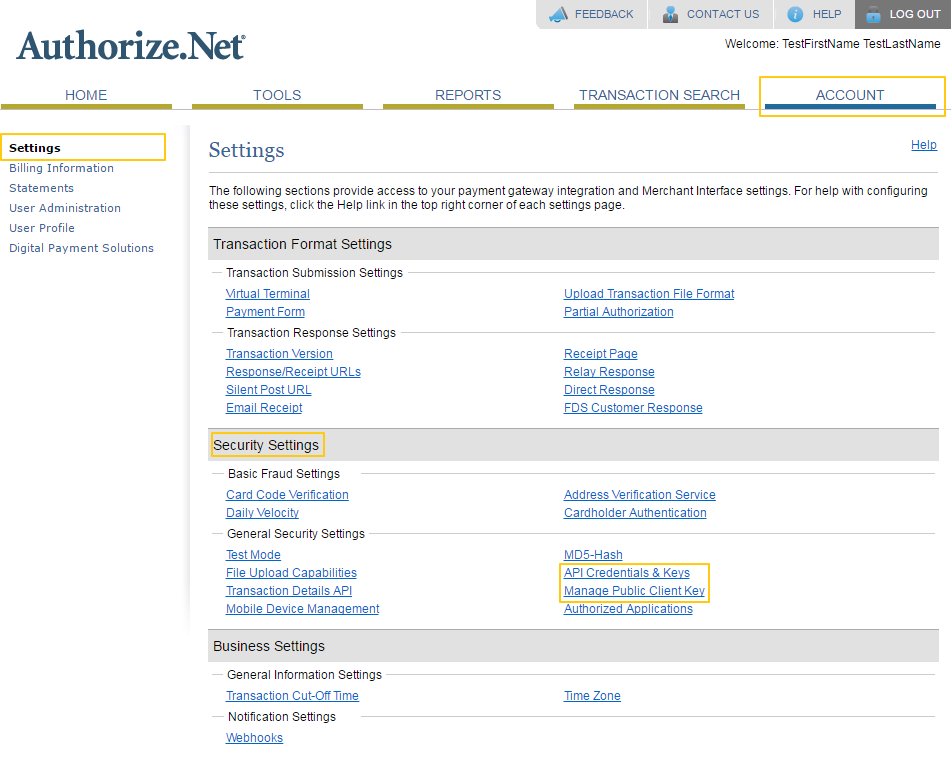 FEEDBACK CONTACT US HELP LOG OUT
Authorize.Net®
Welcome: TestFirstName TestLastName
HOME TOOLS REPORTS TRANSACTION SEARCH ACCOUNT
Settings
Billing Information
Statements
User Administration
User Profile
Digital Payment Solutions
Settings
Help
The following sections provide access to your payment gateway integration and Merchant Interface settings. For help with configuring
these settings, click the Help link in the top right corner of each settings page.
Transaction Format Settings
Transaction Submission Settings
Virtual Terminal Upload Transaction File Format
Payment Form Partial Authorization
Transaction Response Settings
Transaction Version Receipt Page
Response/Receipt URLs Relay Response
Silent Post URL Direct Response
Email Receipt FDS Customer Response
Security Settings
Basic Fraud Settings
Card Code Verification Address Verification Service
Daily Velocity Cardholder Authentication
General Security Settings
Test Mode MD5-Hash
File Upload Capabilities API Credentials & Keys
Transaction Details API Manage Public Client Key
Mobile Device Management Authorized Applications
Business Settings
General Information Settings
Transaction Cut-Off Time Time Zone
Notification Settings
Webhooks